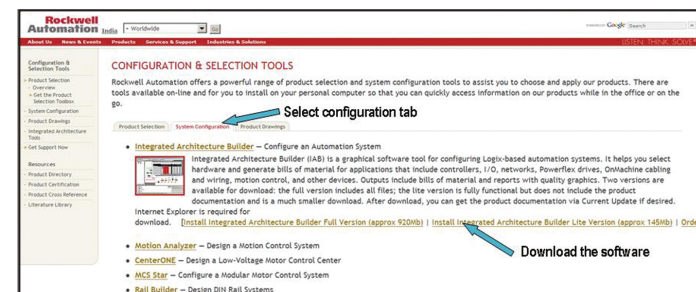 Rockwell
Automation India
- Worldwide
Go
Google Search
About Us News & Events Products Services & Support Industries & Solutions
LISTEN. THINK. SOLVE.
Configuration &
Selection Tools
Product Selection
- Overview
Get the Product
Selection Toolbox
System Configuration
Product Drawings
Integrated Architecture
Tools
Get Support Now
Resources
Product Directory
Product Certification
Product Cross Reference
Literature Library
CONFIGURATION & SELECTION TOOLS
Rockwell Automation offers a powerful range of product selection and system configuration tools to assist you to choose and apply our products. There are
tools available on-line and for you to install on your personal computer so that you can quickly access information on our products while in the office or on the
go.
Select configuration tab
Product Selection System Configuration Product Drawings
• Integrated Architecture Builder – Configure an Automation System
Integrated Architecture Builder (IAB) is a graphical software tool for configuring Logix-based automation systems. It helps you select
hardware and generate bills of material for applications that include controllers, I/O, networks, Powerflex drives, OnMachine cabling
and wiring, motion control, and other devices. Outputs include bills of material and reports with quality graphics. Two versions are
available for download: the full version includes all files; the lite version is fully functional but does not include the product
documentation and is a much smaller download. After download, you can get the product documentation via Current Update if desired.
Internet Explorer is required for
download. [Install Integrated Architecture Builder Full Version (approx 920Mb) | Install Integrated Architecture Builder Lite Version (approx 145Mb) | Orde
Download the software
• Motion Analyzer – Design a Motion Control System
• CenterONE – Design a Low-Voltage Motor Control Center
• MCS Star – Configure a Modular Motor Control System
• Rail Builder – Design DIN Rail Systems